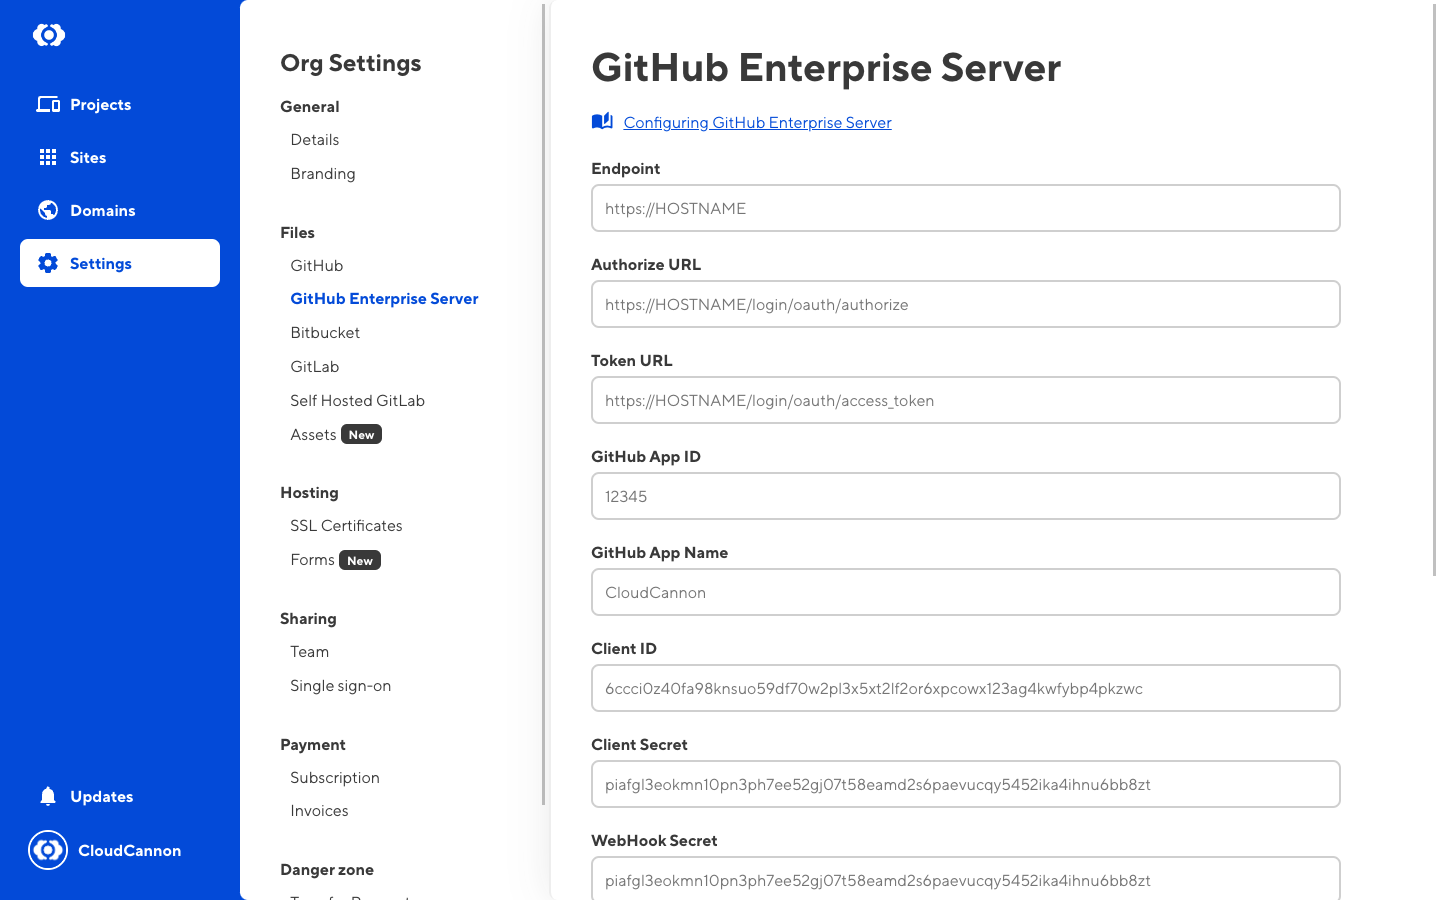 Projects
Sites
Domains
Settings
Updates
CloudCannon
Org Settings
General
Details
Branding
Files
GitHub
GitHub Enterprise Server
Bitbucket
GitLab
Self Hosted GitLab
Assets New
Hosting
SSL Certificates
Forms New
Sharing
Team
Single sign-on
Payment
Subscription
Invoices
Danger zone
GitHub Enterprise Server
Configuring GitHub Enterprise Server
Endpoint
https://HOSTNAME
Authorize URL
https://HOSTNAME/login/oauth/authorize
Token URL
https://HOSTNAME/login/oauth/access_token
GitHub App ID
12345
GitHub App Name
CloudCannon
Client ID
6ccci0z40fa98knsuo59df70w2pl3x5xt2lf2or6xpcowx123ag4kwfybp4pkzwc
Client Secret
piafgl3eokmn10pn3ph7ee52gj07t58eamd2s6paevucqy5452ika4ihnu6bb8zt
WebHook Secret
piafgl3eokmn10pn3ph7ee52gj07t58eamd2s6paevucqy5452ika4ihnu6bb8zt